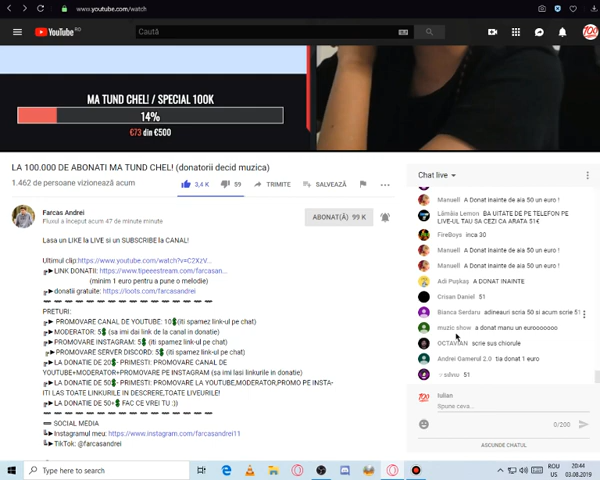 www.youtube.com/watch
YouTube RO
Caută
MA TUND CHEL! / SPECIAL 100K
14%
€73 din €500
LA 100.000 DE ABONATI MA TUND CHEL! (donatorii decid muzica)
1.462 de persoane vizionează acum
3,4 K
59
TRIMITE
SALVEAZĂ
Farcas Andrei
Fluxul a început acum 47 de minute minute
ABONAT(Ă) 99 K
Lasa un LIKE la LIVE si un SUBSCRIBE la CANAL!
Ultimul clip:https://www.youtube.com/watch?v=C2XzV...
LINK DONATII: https://www.tipeeestream.com/farcasan...
(minim 1 euro pentru a pune o melodie)
donatii gratuite: https://loots.com/farcasandrei
PRETURI:
PROMOVARE CANAL DE YOUTUBE: 10$(iti spamez link-ul pe chat)
MODERATOR: 5$ (sa imi dai link de la canal in donatie)
PROMOVARE INSTAGRAM: 5$ (iti spamez link-ul pe chat)
PROMOVARE SERVER DISCORD: 5$ (iti spamez link-ul pe chat)
LA DONATIE DE 20$- PRIMESTI: PROMOVARE CANAL DE
YOUTUBE+MODERATOR+PROMOVARE PE INSTAGRAM (sa imi lasi linkurile in donatie)
LA DONATIE DE 50$- PRIMESTI: PROMOVARE LA YOUTUBE,MODERATOR,PROMO PE INSTA-
ITI LAS TOATE LINKURILE IN DESCRIERE,TOATE LIVEURILE!
LA DONATIE DE 50+$ FAC CE VREI TU :))
SOCIAL MEDIA
Instagramul meu: https://www.instagram.com/farcasandrei11
TikTok: @farcasandrei
Chat live
Manuell A Donat inainte de aia 50 un euro !
Lămâia Lemon BA UITATE DE PE TELEFON PE
LIVE-UL TAU SA CEZI CA ARATA 51€
FireBoys inca 30
Manuell A Donat inainte de aia 50 un euro !
Manuell A Donat inainte de aia 50 un euro !
Adi Pușkaș A DONAT INAINTE
Crisan Daniel 51
Bianca Serdaru adineauri scria 50 si acum scrie 51
muzic show a donat manu un eurooooooo
OCTAVIAN scrie sus chiorule
Andrei Gamerul 2.0 tia donat 1 euro
51
Iulian
Spune ceva...
0/200
ASCUNDE CHATUL
Type here to search
ROU
US
20:44
03.08.2019